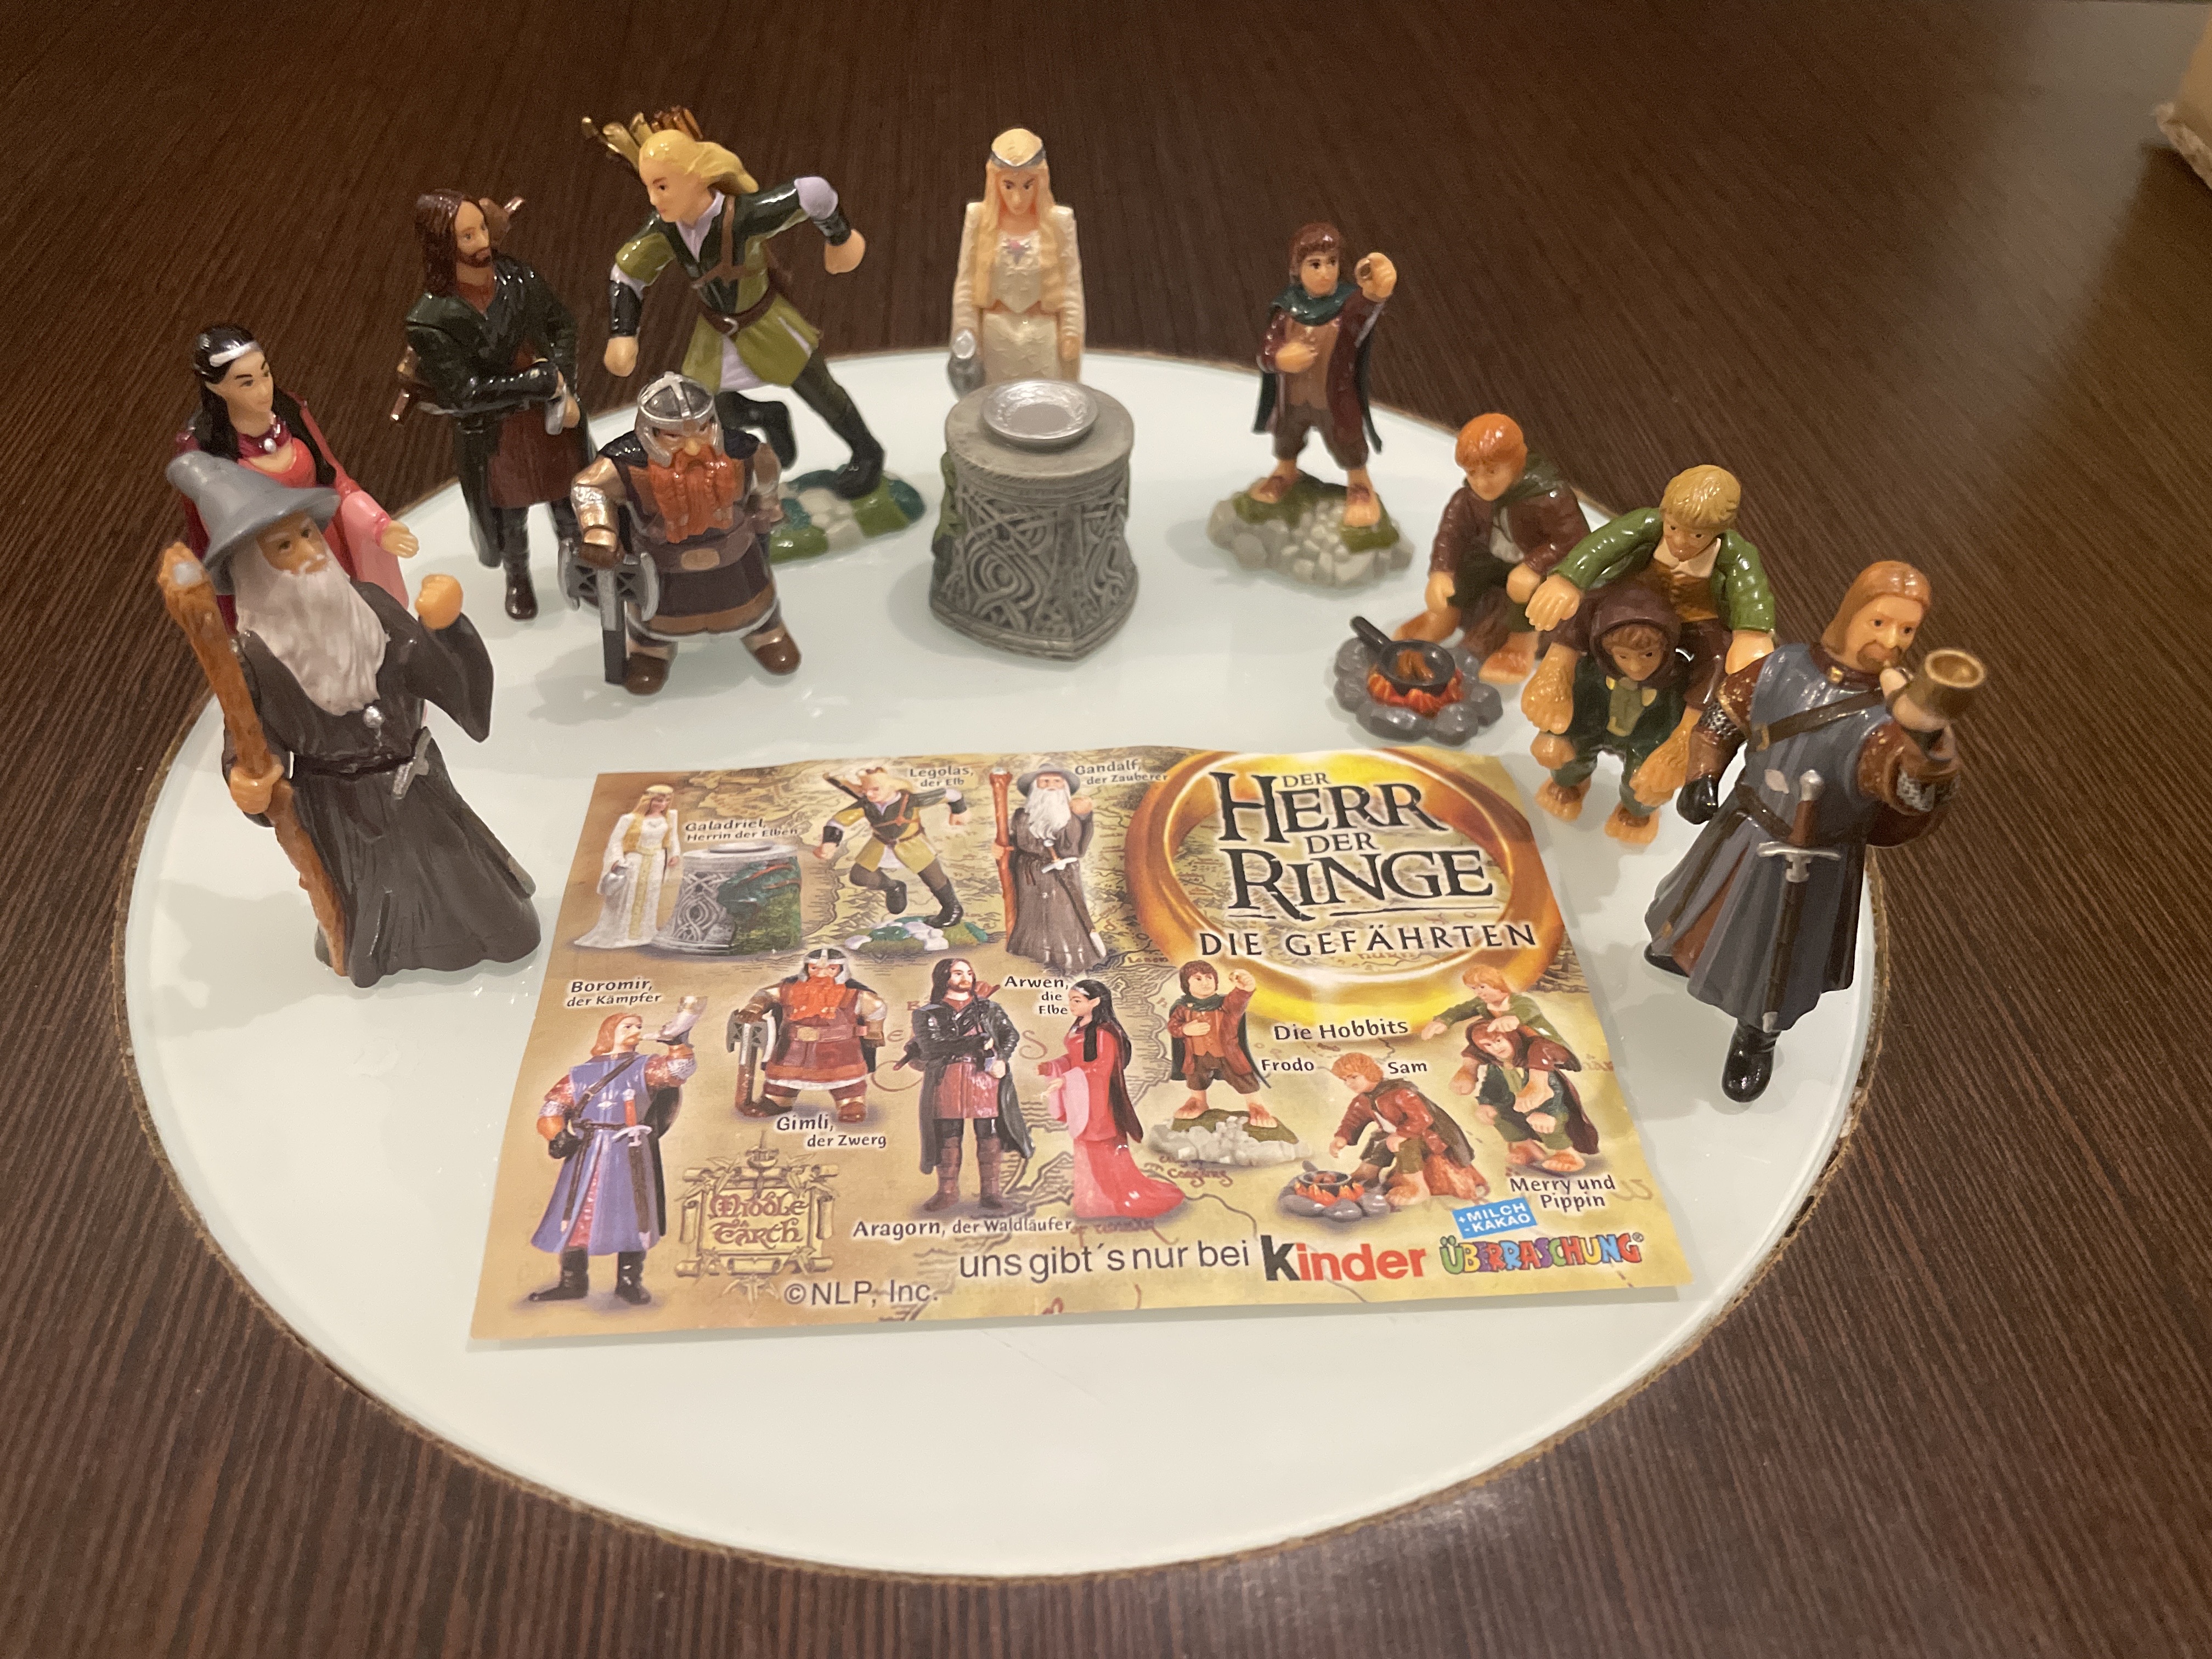 Galadriel,
Herrin der Elben
Legolas,
der Elb
Gandalf,
der Zauberer
DER
HERR
DER
RINGE
DIE GEFÄHRTEN
Boromir,
der Kämpfer
Gimli,
der Zwerg
Arwen,
die
Elbe
Aragorn, der Waldläufer
Die Hobbits
Frodo
Sam
Merry und
Pippin
Middle
Earth
©NLP, Inc.
uns gibt´s nur bei Kinder ÜBERRASCHUNG®
+MILCH
-KAKAO